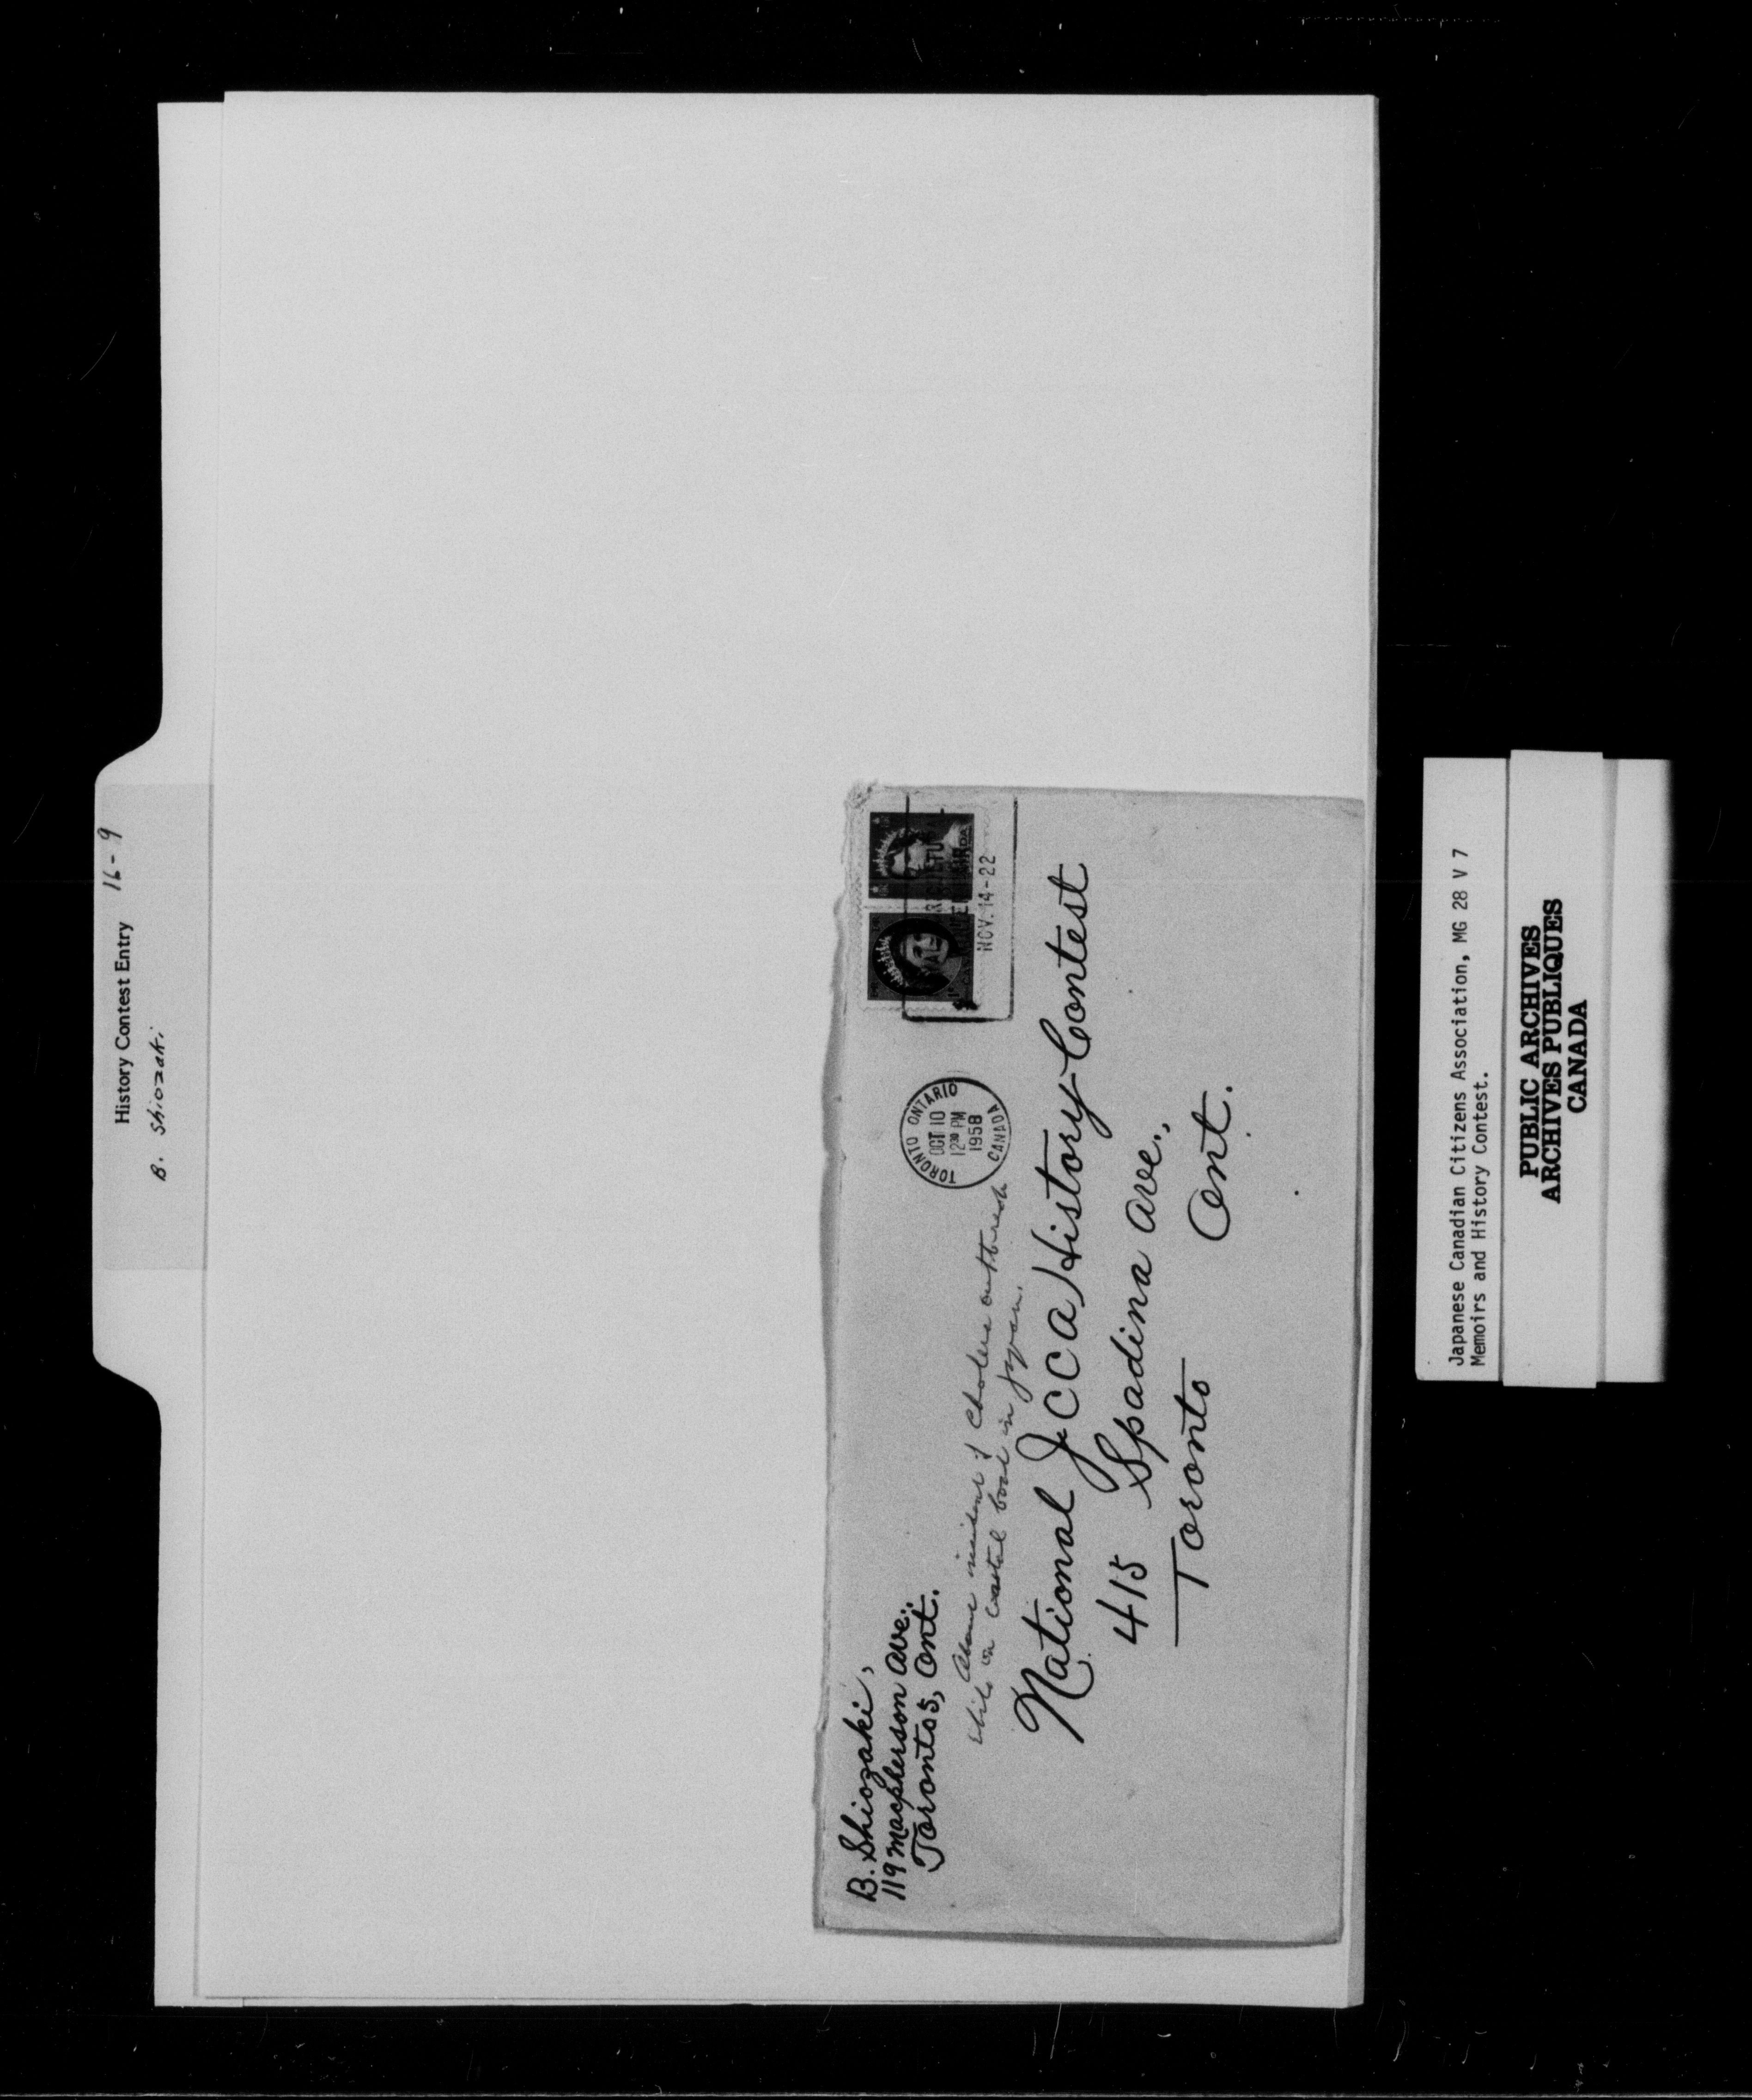 History Contest Entry 16-9
B. Shiozaki
B. Shiozaki,
119 Macpherson Ave.,
Toronto 5, Ont.
TORONTO ONTARIO
OCT 10
12 30 PM
1958
CANADA
NOV. 14-22
About incident of Cholera outbreak
while on coastal boat in Japan.
National JCCA History Contest
415 Spadina Ave.,
Toronto Ont.
Japanese Canadian Citizens Association, MG 28 V 7
Memoirs and History Contest.
PUBLIC ARCHIVES
ARCHIVES PUBLIQUES
CANADA